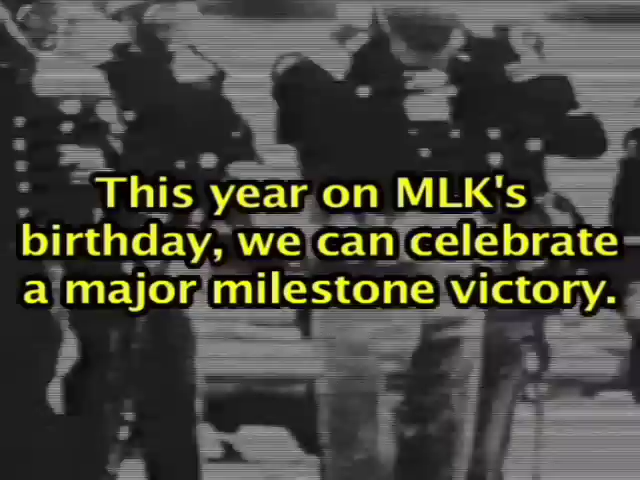 This year on MLK's
birthday, we can celebrate
a major milestone victory.